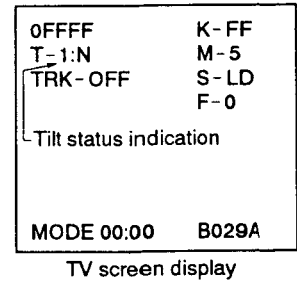 0FFFF K-FF
T-1:N M-5
TRK-OFF S-LD
F-0
Tilt status indication
MODE 00:00 B029A
TV screen display